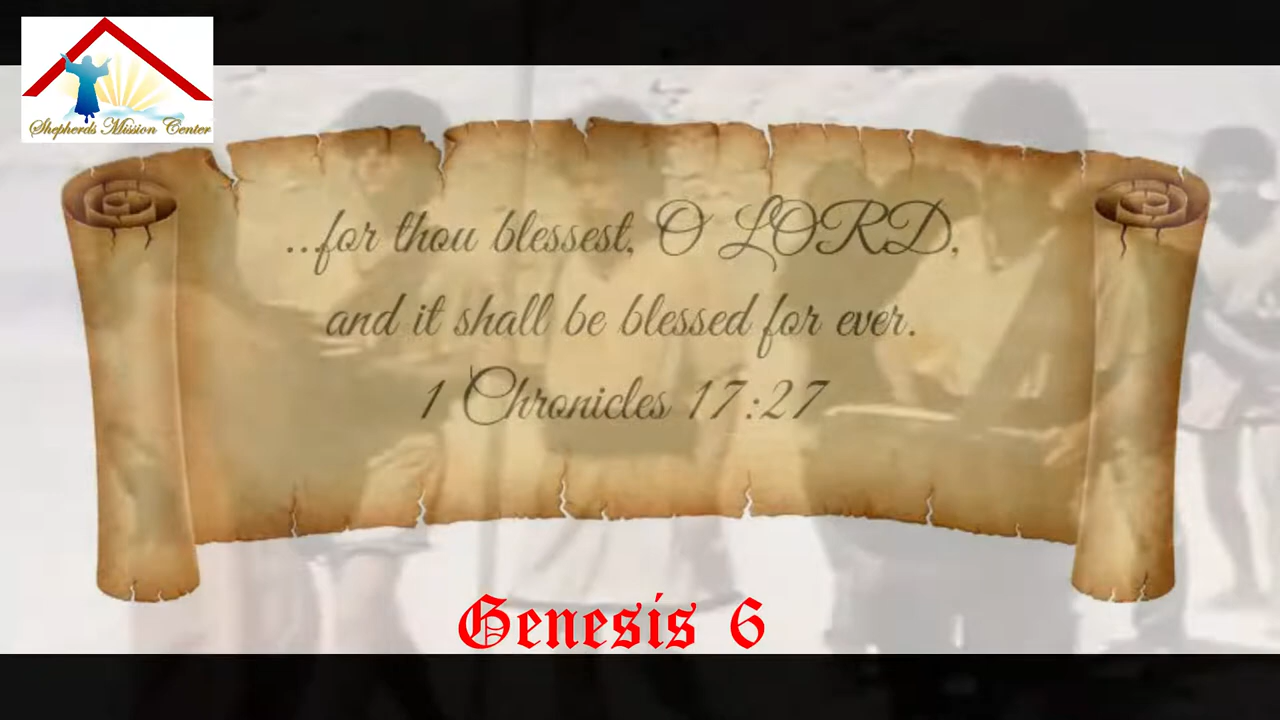 Shepherds Mission Center
...for thou blessest, O LORD,
and it shall be blessed for ever.
1 Chronicles 17:27
Genesis 6